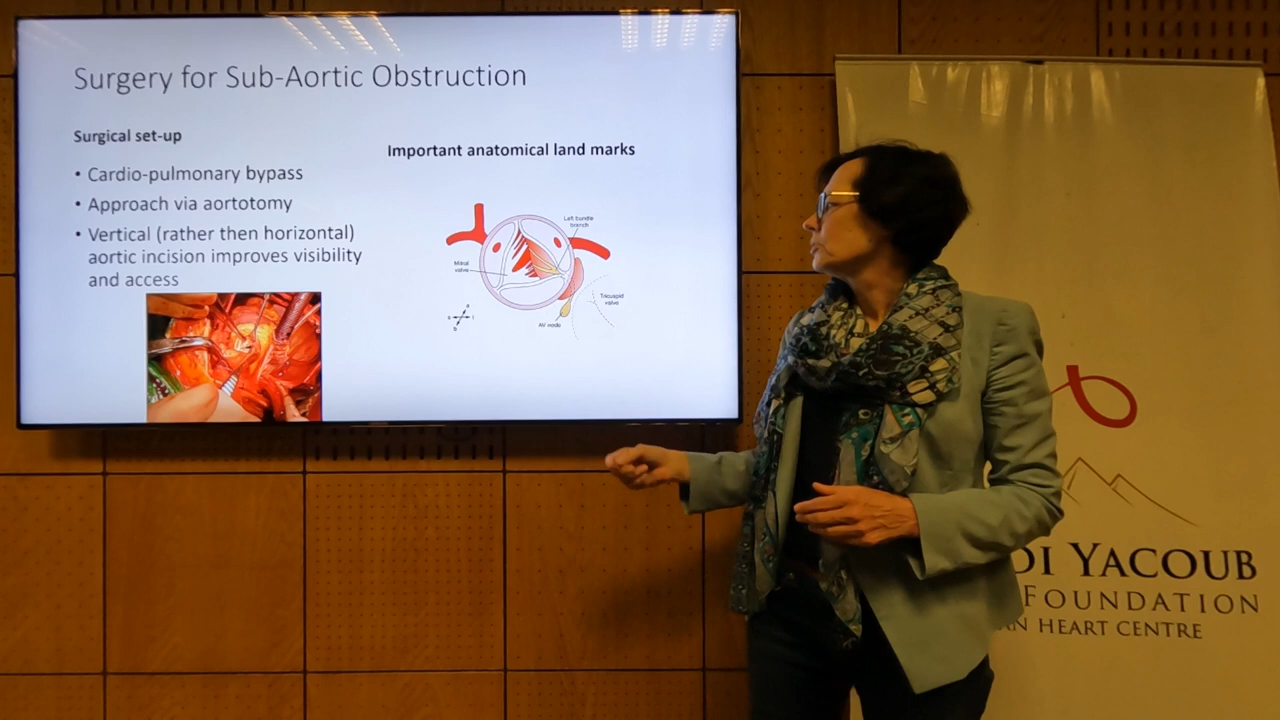 Surgery for Sub-Aortic Obstruction
Surgical set-up
• Cardio-pulmonary bypass
• Approach via aortotomy
• Vertical (rather then horizontal)
aortic incision improves visibility
and access
Important anatomical land marks
Left bundle
branch
Mitral
valve
Tricuspid
valve
AV node
DI YACOUB
FOUNDATION
AN HEART CENTRE